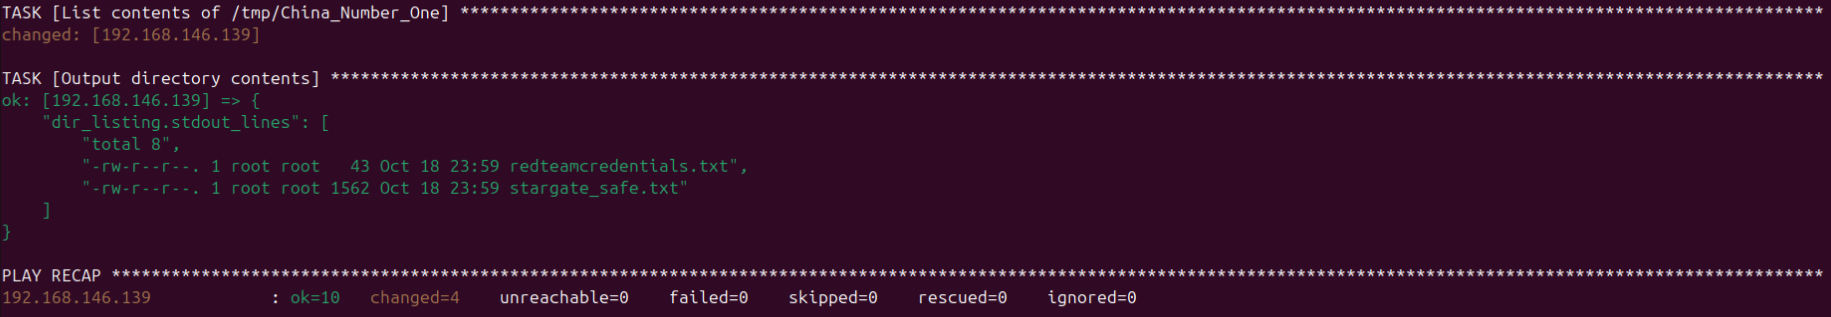 TASK [List contents of /tmp/China_Number_One] *****************************************************************************************************************************************
changed: [192.168.146.139]
TASK [Output directory contents] ******************************************************************************************************************************************************
ok: [192.168.146.139] => {
    "dir_listing.stdout_lines": [
        "total 8",
        "-rw-r--r--. 1 root root   43 Oct 18 23:59 redteamcredentials.txt",
        "-rw-r--r--. 1 root root 1562 Oct 18 23:59 stargate_safe.txt"
    ]
}
PLAY RECAP ****************************************************************************************************************************************************************************
192.168.146.139            : ok=10   changed=4    unreachable=0    failed=0    skipped=0    rescued=0    ignored=0